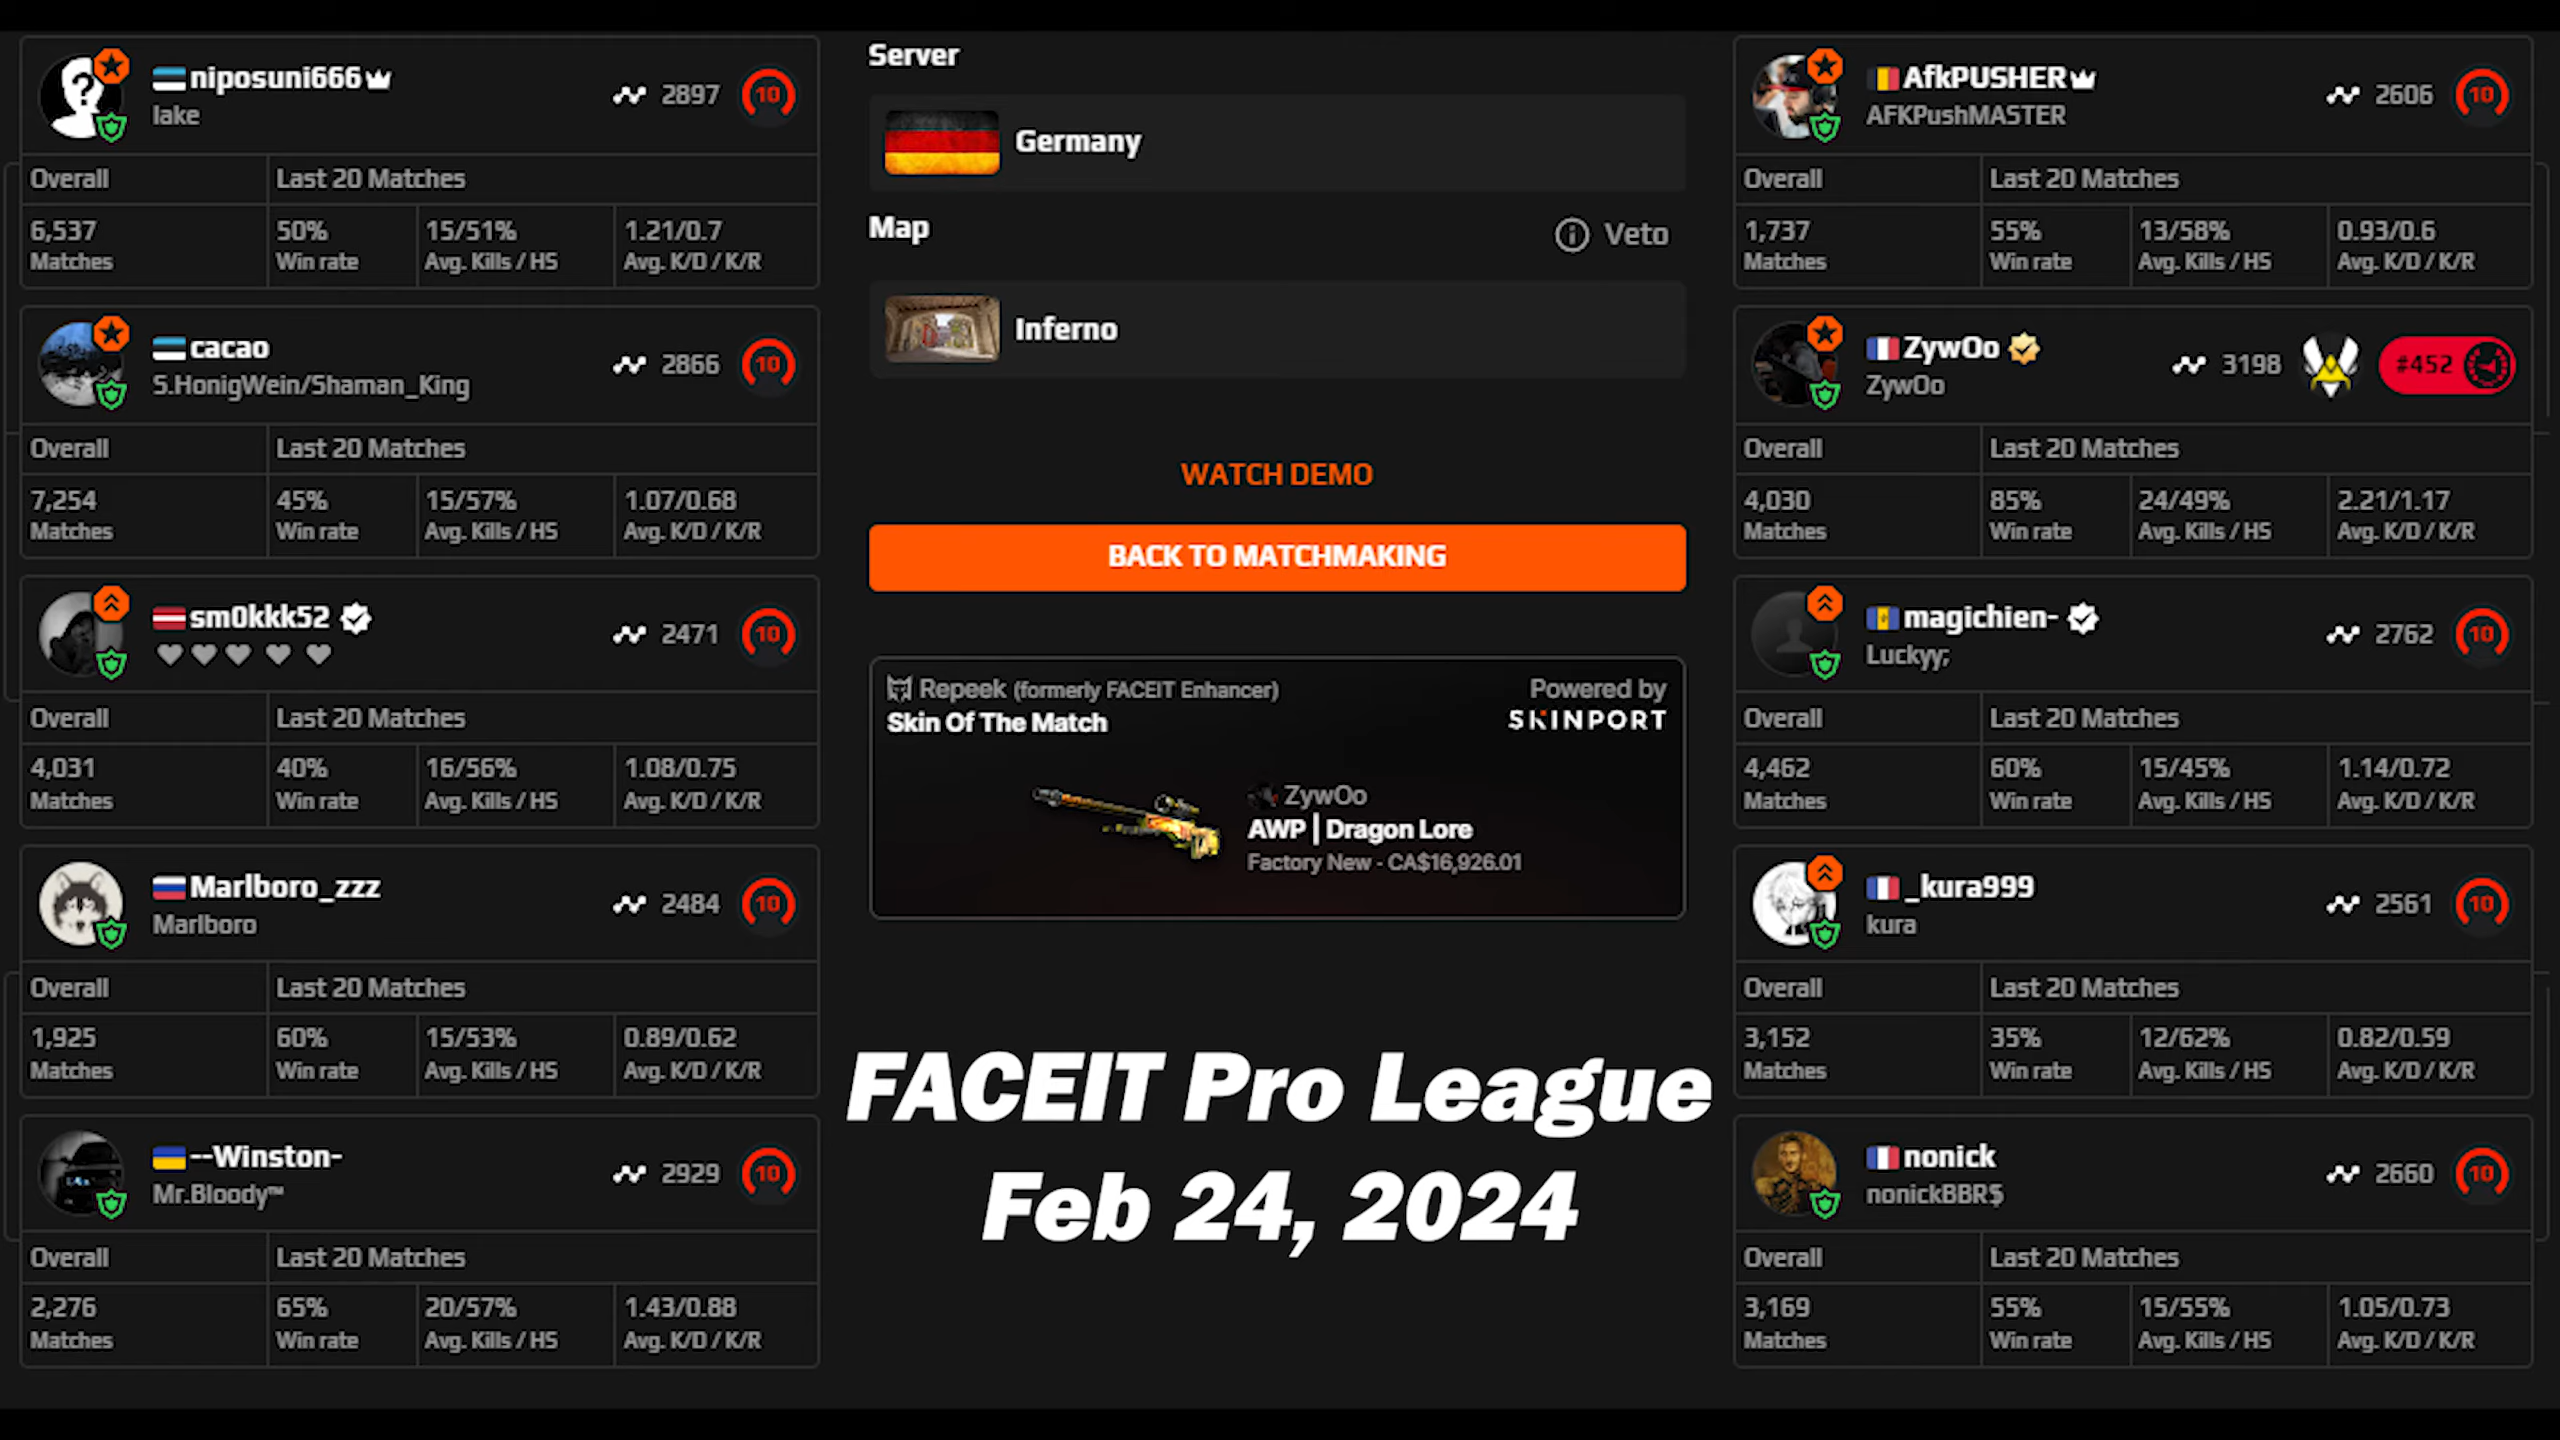 niposuni666
lake
2897
10
Overall
Last 20 Matches
6,537
50%
15/51%
1.21/0.7
Matches
Win rate
Avg. Kills / HS
Avg. K/D / K/R
cacao
S.HonigWein/Shaman_King
2866
10
Overall
Last 20 Matches
7,254
45%
15/57%
1.07/0.68
Matches
Win rate
Avg. Kills / HS
Avg. K/D / K/R
sm0kkk52
2471
10
Overall
Last 20 Matches
4,031
40%
16/56%
1.08/0.75
Matches
Win rate
Avg. Kills / HS
Avg. K/D / K/R
Marlboro_zzz
Marlboro
2484
10
Overall
Last 20 Matches
1,925
60%
15/53%
0.89/0.62
Matches
Win rate
Avg. Kills / HS
Avg. K/D / K/R
--Winston-
Mr.Bloody™
2929
10
Overall
Last 20 Matches
2,276
65%
20/57%
1.43/0.88
Matches
Win rate
Avg. Kills / HS
Avg. K/D / K/R
Server
Germany
Map
Veto
Inferno
WATCH DEMO
BACK TO MATCHMAKING
Repeek (formerly FACEIT Enhancer)
Skin Of The Match
Powered by
SKINPORT
ZywOo
AWP | Dragon Lore
Factory New - CA$16,926.01
FACEIT Pro League
Feb 24, 2024
AfkPUSHER
AFKPushMASTER
2606
10
Overall
Last 20 Matches
1,737
55%
13/58%
0.93/0.6
Matches
Win rate
Avg. Kills / HS
Avg. K/D / K/R
ZywOo
ZywOo
3198
#452
Overall
Last 20 Matches
4,030
85%
24/49%
2.21/1.17
Matches
Win rate
Avg. Kills / HS
Avg. K/D / K/R
magichien-
Luckyy;
2762
10
Overall
Last 20 Matches
4,462
60%
15/45%
1.14/0.72
Matches
Win rate
Avg. Kills / HS
Avg. K/D / K/R
_kura999
kura
2561
10
Overall
Last 20 Matches
3,152
35%
12/62%
0.82/0.59
Matches
Win rate
Avg. Kills / HS
Avg. K/D / K/R
nonick
nonickBBR$
2660
10
Overall
Last 20 Matches
3,169
55%
15/55%
1.05/0.73
Matches
Win rate
Avg. Kills / HS
Avg. K/D / K/R